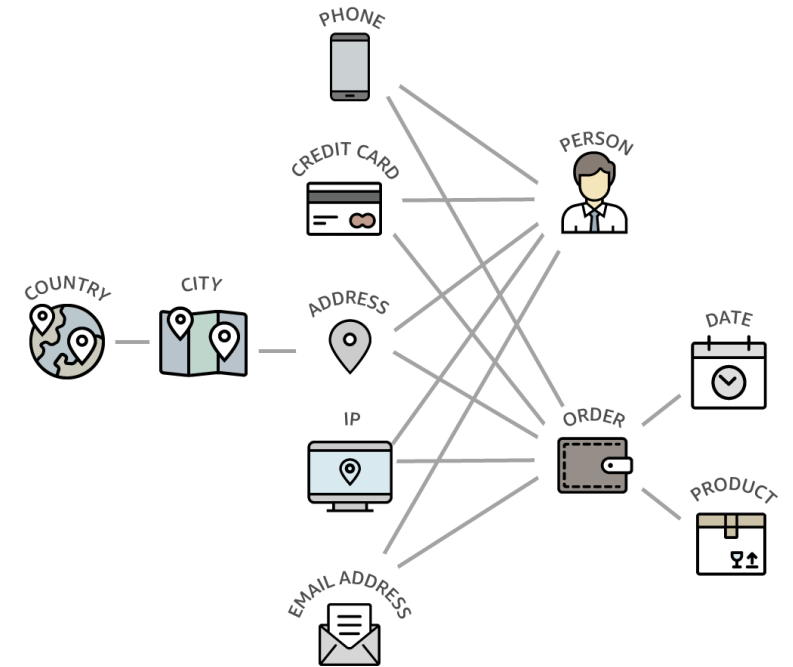 PHONE
CREDIT CARD
PERSON
COUNTRY
CITY
ADDRESS
DATE
IP
ORDER
PRODUCT
EMAIL ADDRESS